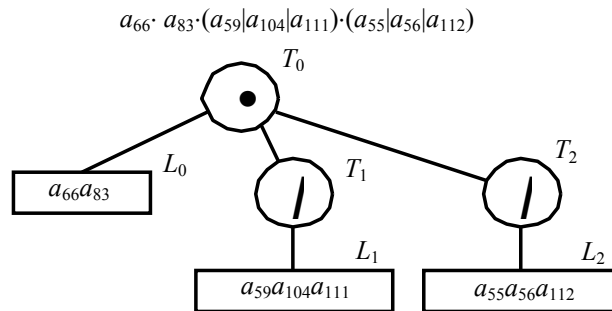 a₆₆· a₈₃·(a₅₉|a₁₀₄|a₁₁₁)·(a₅₅|a₅₆|a₁₁₂)
T₀
•
L₀
T₁
T₂
a₆₆a₈₃
|
|
L₁
L₂
a₅₉a₁₀₄a₁₁₁
a₅₅a₅₆a₁₁₂